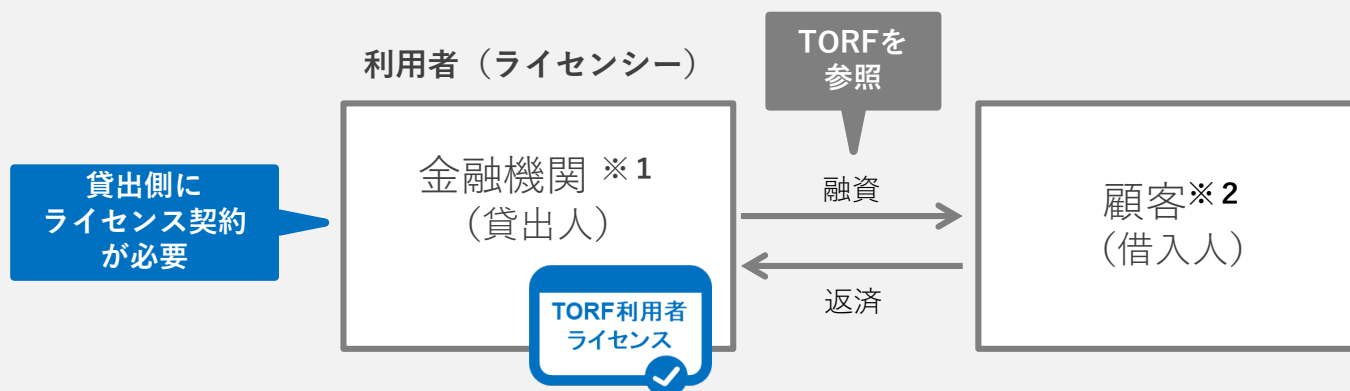 利用者（ライセンシー）
TORFを
参照
貸出側に
ライセンス契約
が必要
金融機関 ※1
(貸出人)
TORF利用者
ライセンス
融資
返済
顧客※2
(借入人)